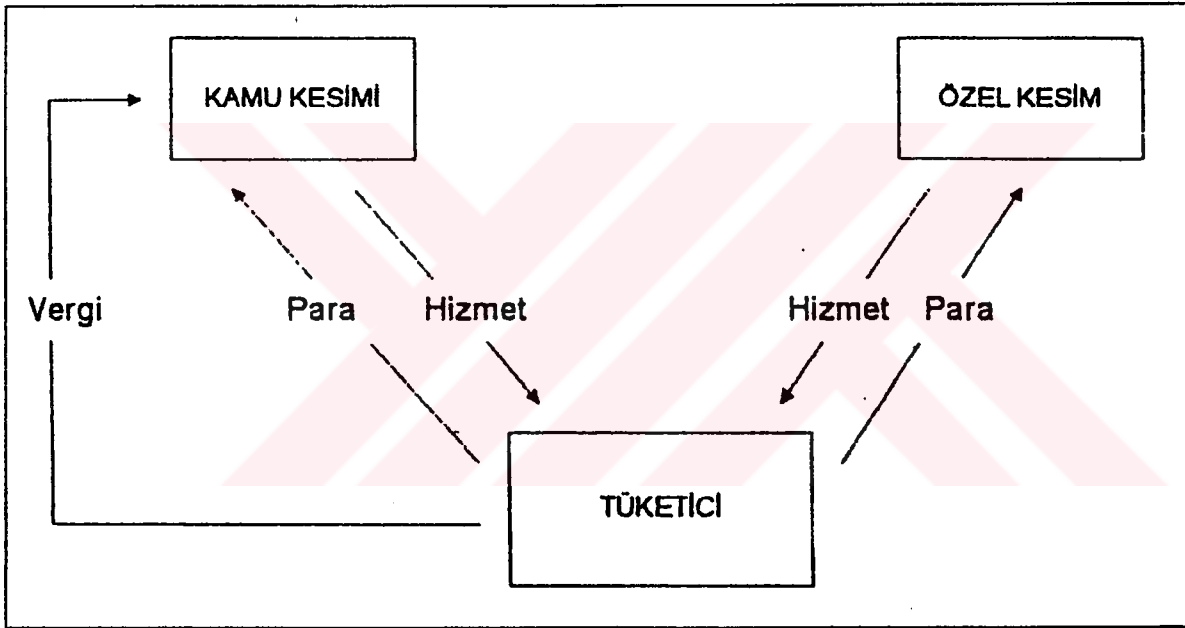 KAMU KESİMİ
ÖZEL KESİM
Vergi
Para
Hizmet
Hizmet
Para
TÜKETİCİ